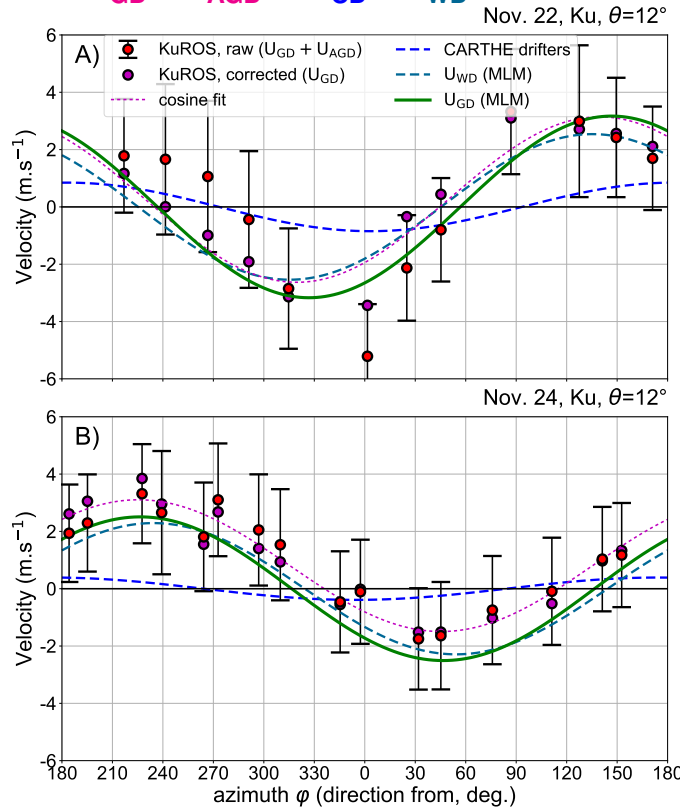 Nov. 22, Ku, θ=12°
A)
KuROS, raw (U_GD + U_AGD)
KuROS, corrected (U_GD)
cosine fit
CARTHE drifters
U_WD (MLM)
U_GD (MLM)
Velocity (m.s⁻¹)
6
4
2
0
-2
-4
-6
Nov. 24, Ku, θ=12°
B)
Velocity (m.s⁻¹)
6
4
2
0
-2
-4
-6
180 210 240 270 300 330 0 30 60 90 120 150 180
azimuth φ (direction from, deg.)